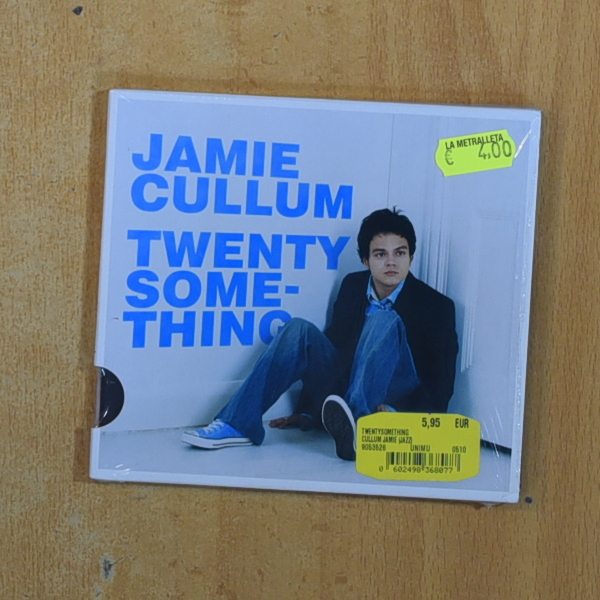 JAMIE
CULLUM
TWENTY
SOME-
THING
LA METRALLETA
€ 4,00
5,95 EUR
TWENTYSOMETHING
CULLUM JAMIE (JAZZ)
UNIMU 0510
0 602498 368077